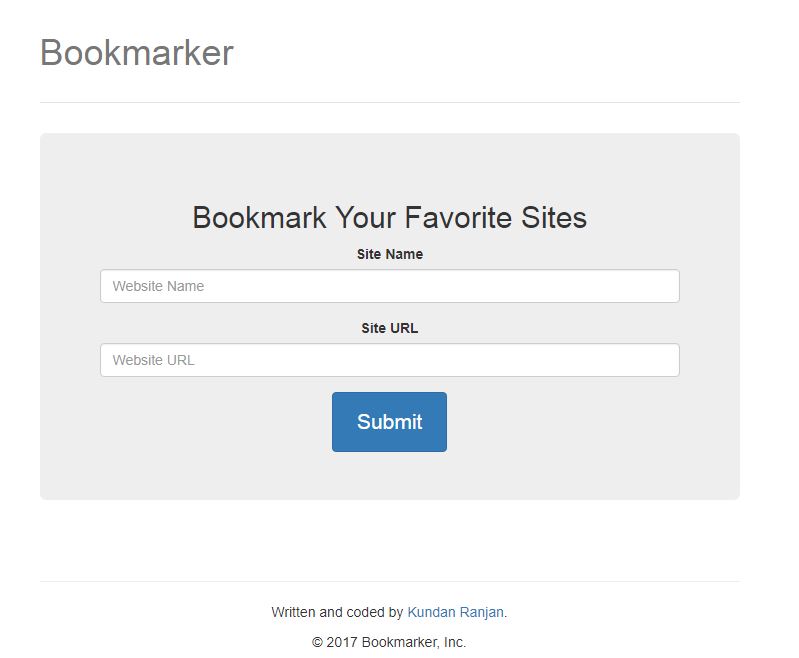 Bookmarker
Bookmark Your Favorite Sites
Site Name
Website Name
Site URL
Website URL
Submit
Written and coded by Kundan Ranjan.
© 2017 Bookmarker, Inc.